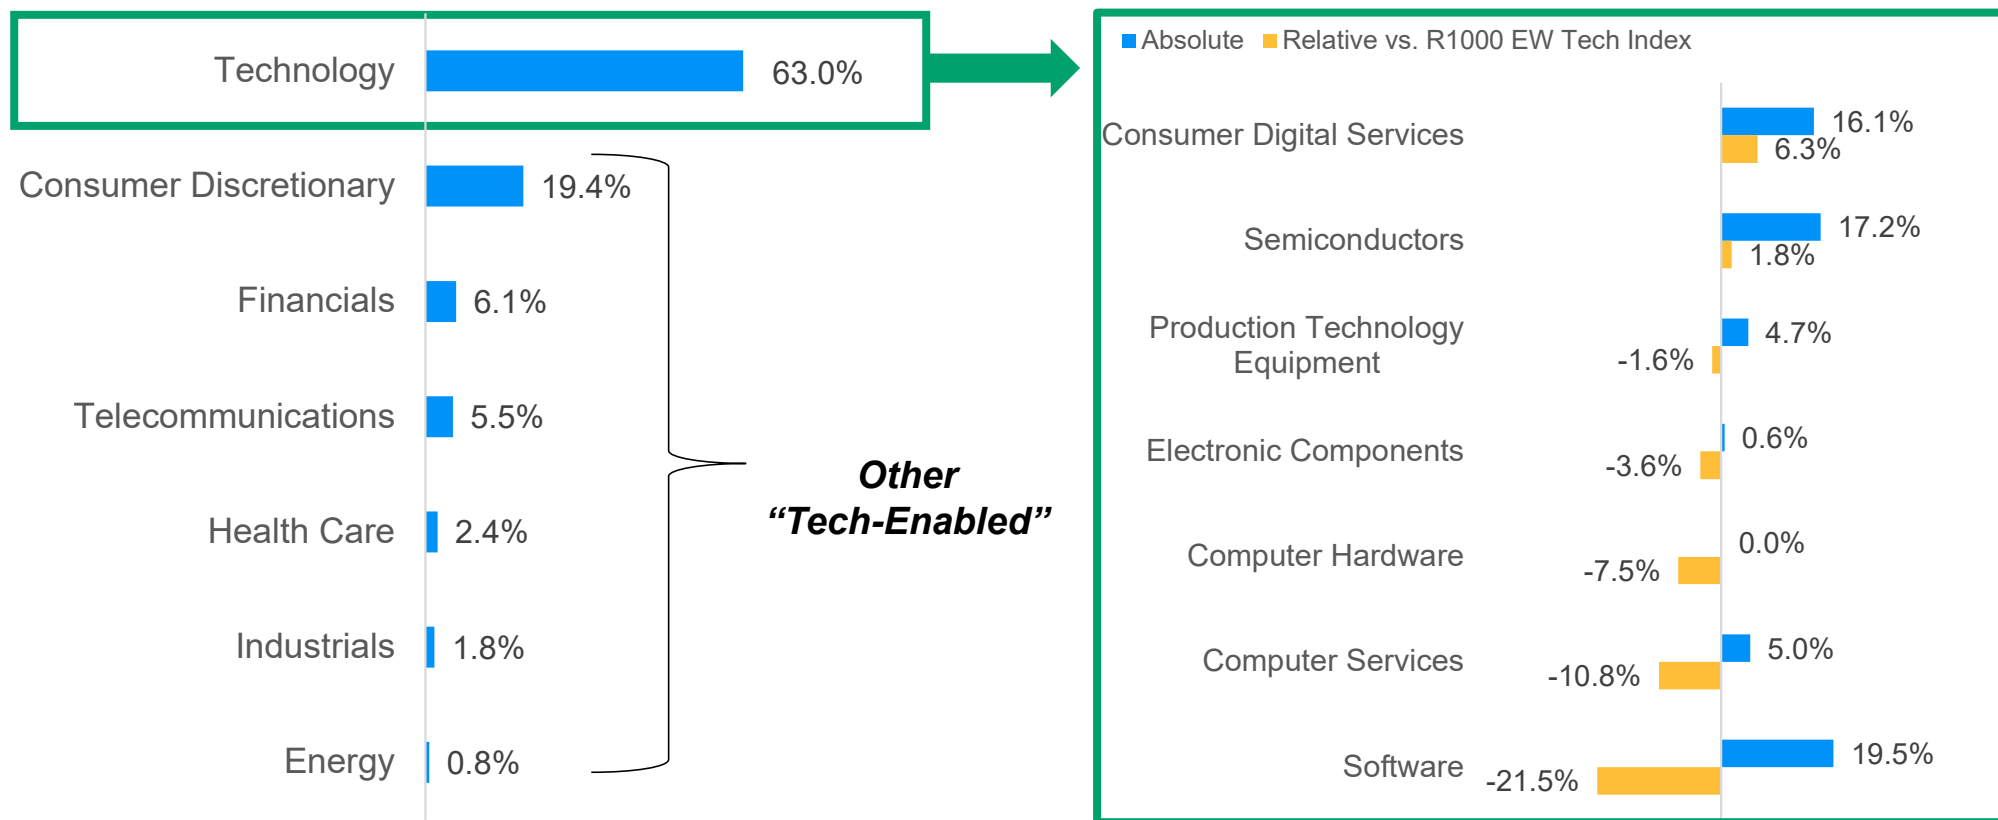 Technology
63.0%
Consumer Discretionary
19.4%
Financials
6.1%
Telecommunications
5.5%
Health Care
2.4%
Industrials
1.8%
Energy
0.8%
Other
“Tech-Enabled”
Absolute
Relative vs. R1000 EW Tech Index
Consumer Digital Services
16.1%
6.3%
Semiconductors
17.2%
1.8%
Production Technology
Equipment
4.7%
-1.6%
Electronic Components
0.6%
-3.6%
Computer Hardware
0.0%
-7.5%
Computer Services
5.0%
-10.8%
Software
19.5%
-21.5%